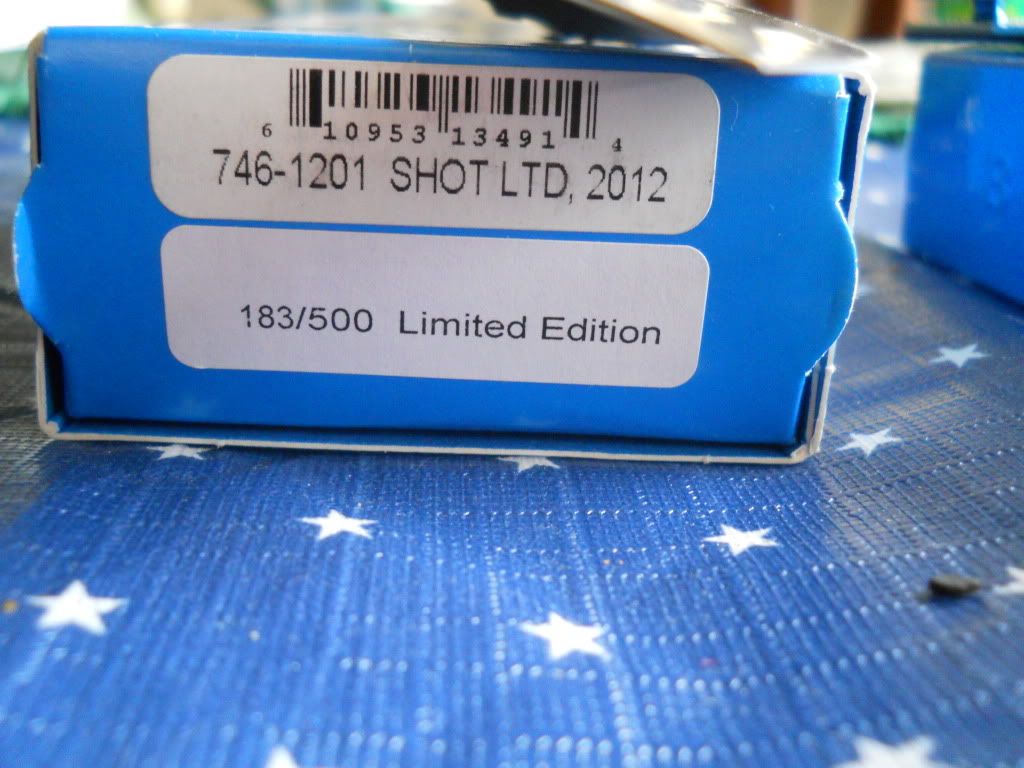 6 10953 13491 4
746-1201 SHOT LTD, 2012
183/500 Limited Edition